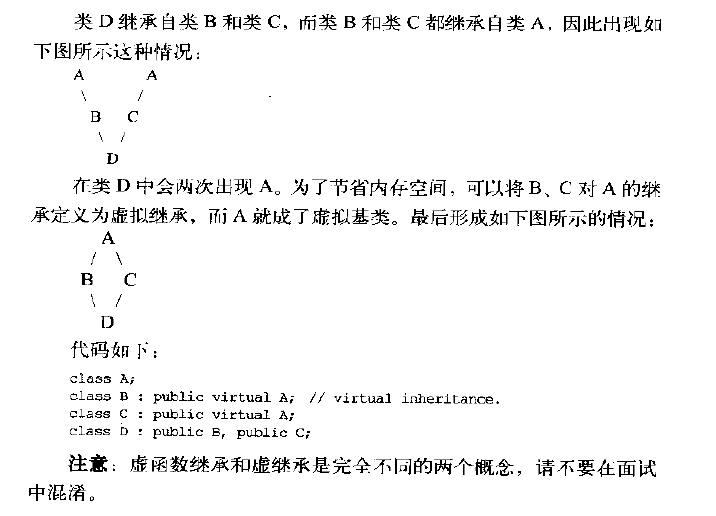 类 D 继承自类 B 和类 C，而类 B 和类 C 都继承自类 A，因此出现如
下图所示这种情况：
A A
\ /
B C
\ /
D
在类 D 中会两次出现 A。为了节省内存空间，可以将 B、C 对 A 的继
承定义为虚拟继承，而 A 就成了虚拟基类。最后形成如下图所示的情况：
A
/ \
B C
\ /
D
代码如下：
class A;
class B : public virtual A; // virtual inheritance.
class C : public virtual A;
class D : public B, public C;
注意：虚函数继承和虚继承是完全不同的两个概念，请不要在面试
中混淆。